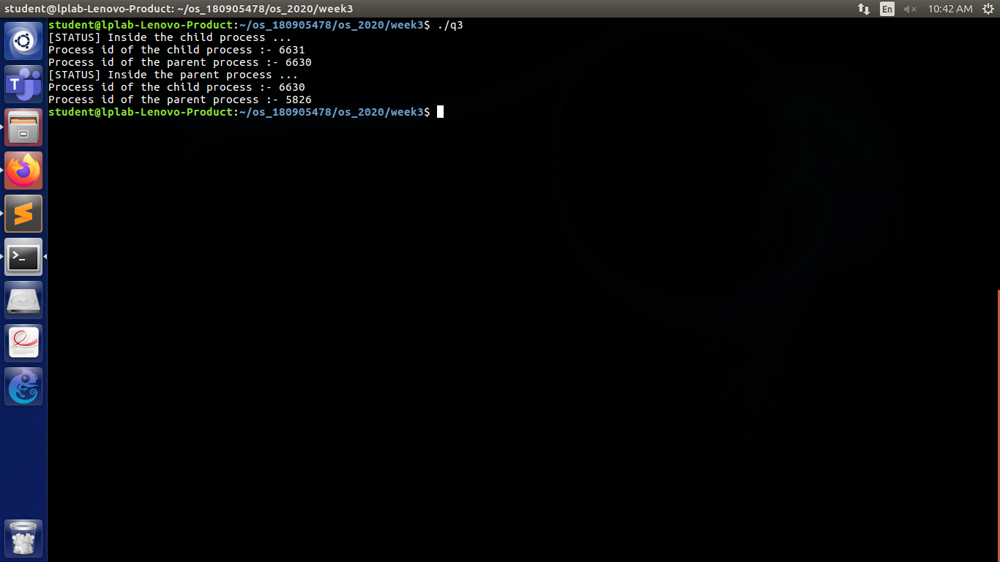 student@lplab-Lenovo-Product: ~/os_180905478/os_2020/week3
En
10:42 AM
student@lplab-Lenovo-Product:~/os_180905478/os_2020/week3$ ./q3
[STATUS] Inside the child process ...
Process id of the child process :- 6631
Process id of the parent process :- 6630
[STATUS] Inside the parent process ...
Process id of the child process :- 6630
Process id of the parent process :- 5826
student@lplab-Lenovo-Product:~/os_180905478/os_2020/week3$
T
>_